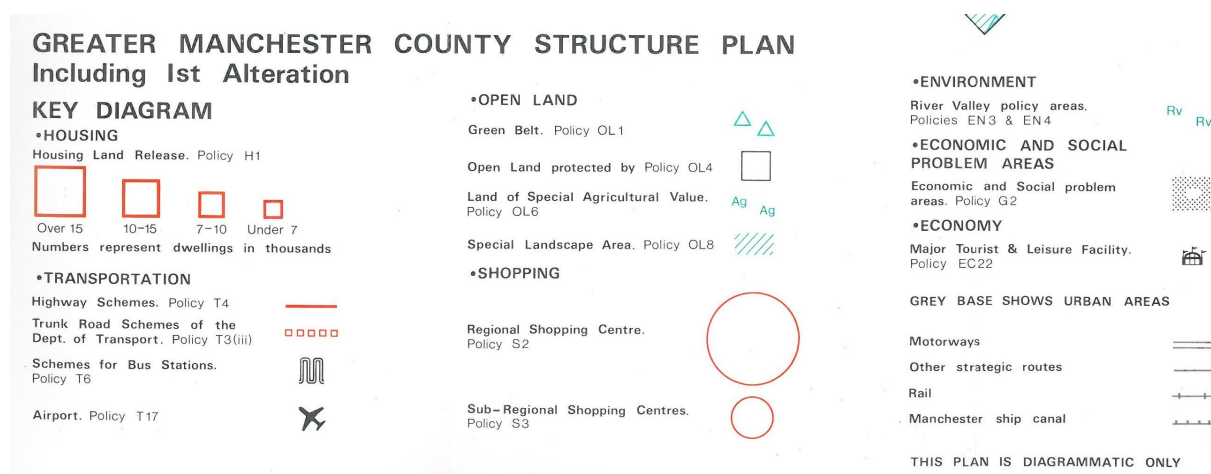 GREATER MANCHESTER COUNTY STRUCTURE PLAN
Including Ist Alteration
KEY DIAGRAM
•HOUSING
Housing Land Release. Policy H1
Over 15 10-15 7-10 Under 7
Numbers represent dwellings in thousands
•TRANSPORTATION
Highway Schemes. Policy T4
Trunk Road Schemes of the
Dept. of Transport. Policy T3(iii)
Schemes for Bus Stations.
Policy T6
Airport. Policy T17
•OPEN LAND
Green Belt. Policy OL1
Open Land protected by Policy OL4
Land of Special Agricultural Value.
Policy OL6
Ag Ag
Special Landscape Area. Policy OL8
•SHOPPING
Regional Shopping Centre.
Policy S2
Sub-Regional Shopping Centres.
Policy S3
•ENVIRONMENT
River Valley policy areas.
Policies EN3 & EN4
Rv Rv
•ECONOMIC AND SOCIAL
PROBLEM AREAS
Economic and Social problem
areas. Policy G2
•ECONOMY
Major Tourist & Leisure Facility.
Policy EC22
GREY BASE SHOWS URBAN AREAS
Motorways
Other strategic routes
Rail
Manchester ship canal
THIS PLAN IS DIAGRAMMATIC ONLY